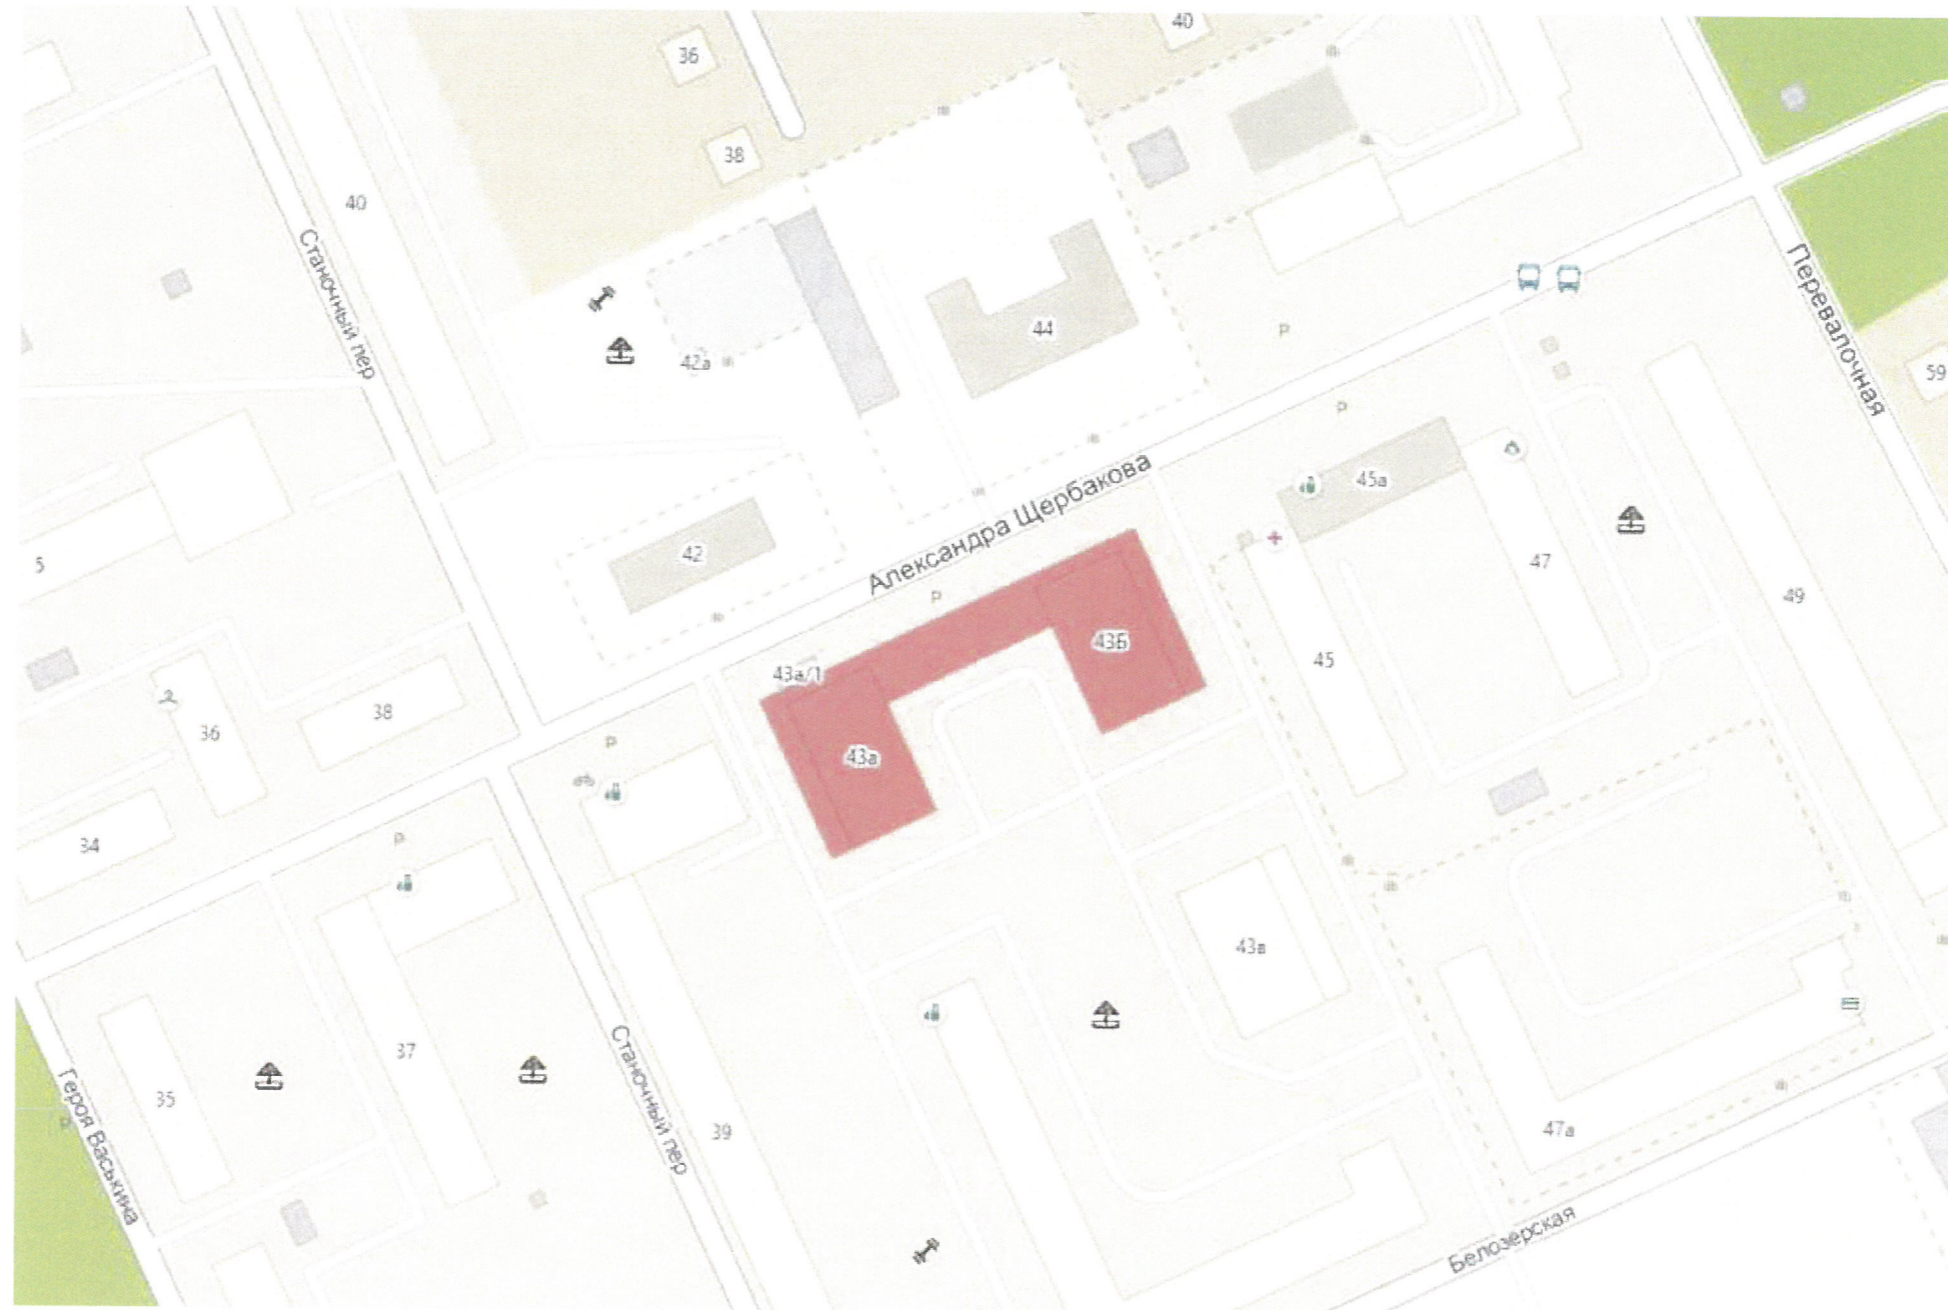 36
40
38
40
Станочный пер
Перевалочная
44
42а
59
45а
Александра Щербакова
42
5
47
49
43Б
45
43а/1
38
36
43а
34
43в
37
35
Станочный пер
39
47а
Героя Васькина
Белозерская
P
P
P
P
P
P
P